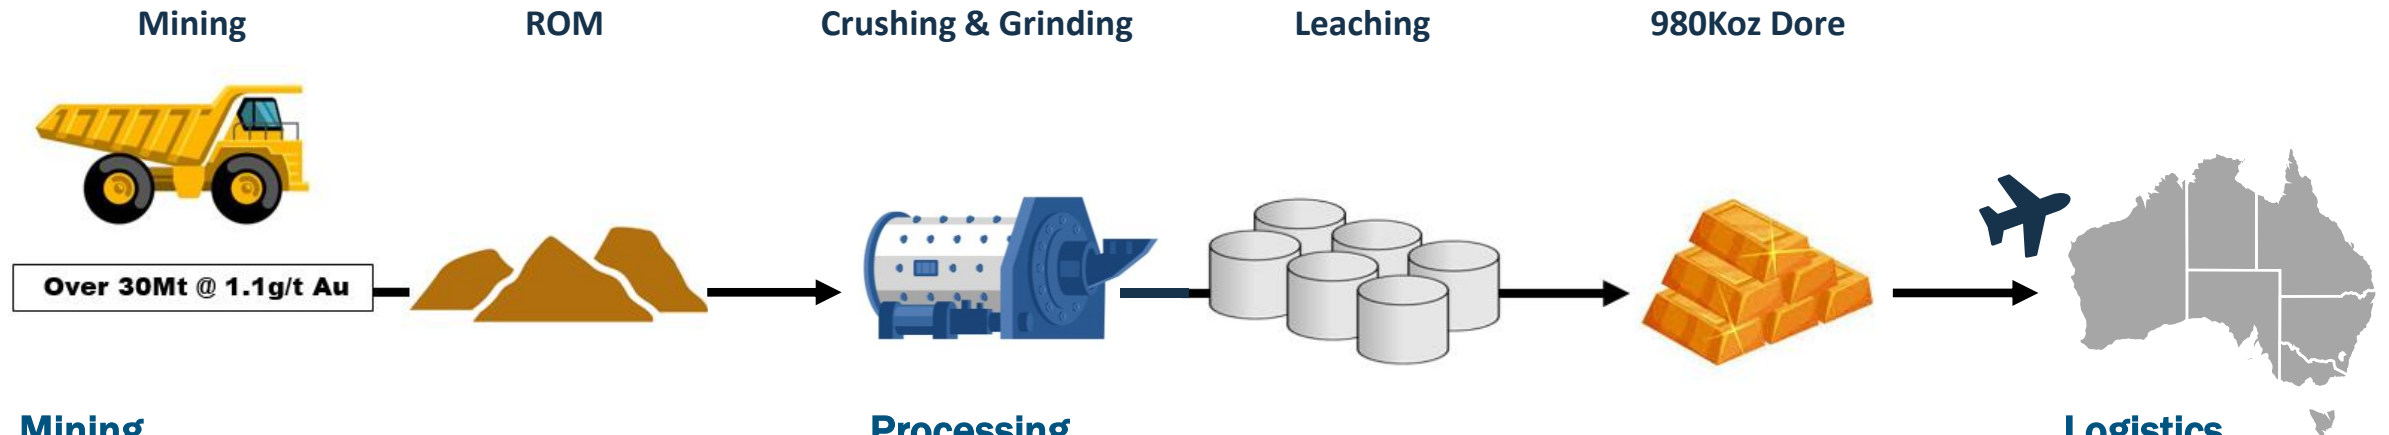 Mining
ROM
Crushing & Grinding
Leaching
980Koz Dore
Over 30Mt @ 1.1g/t Au
Mining
Processing
Logistics